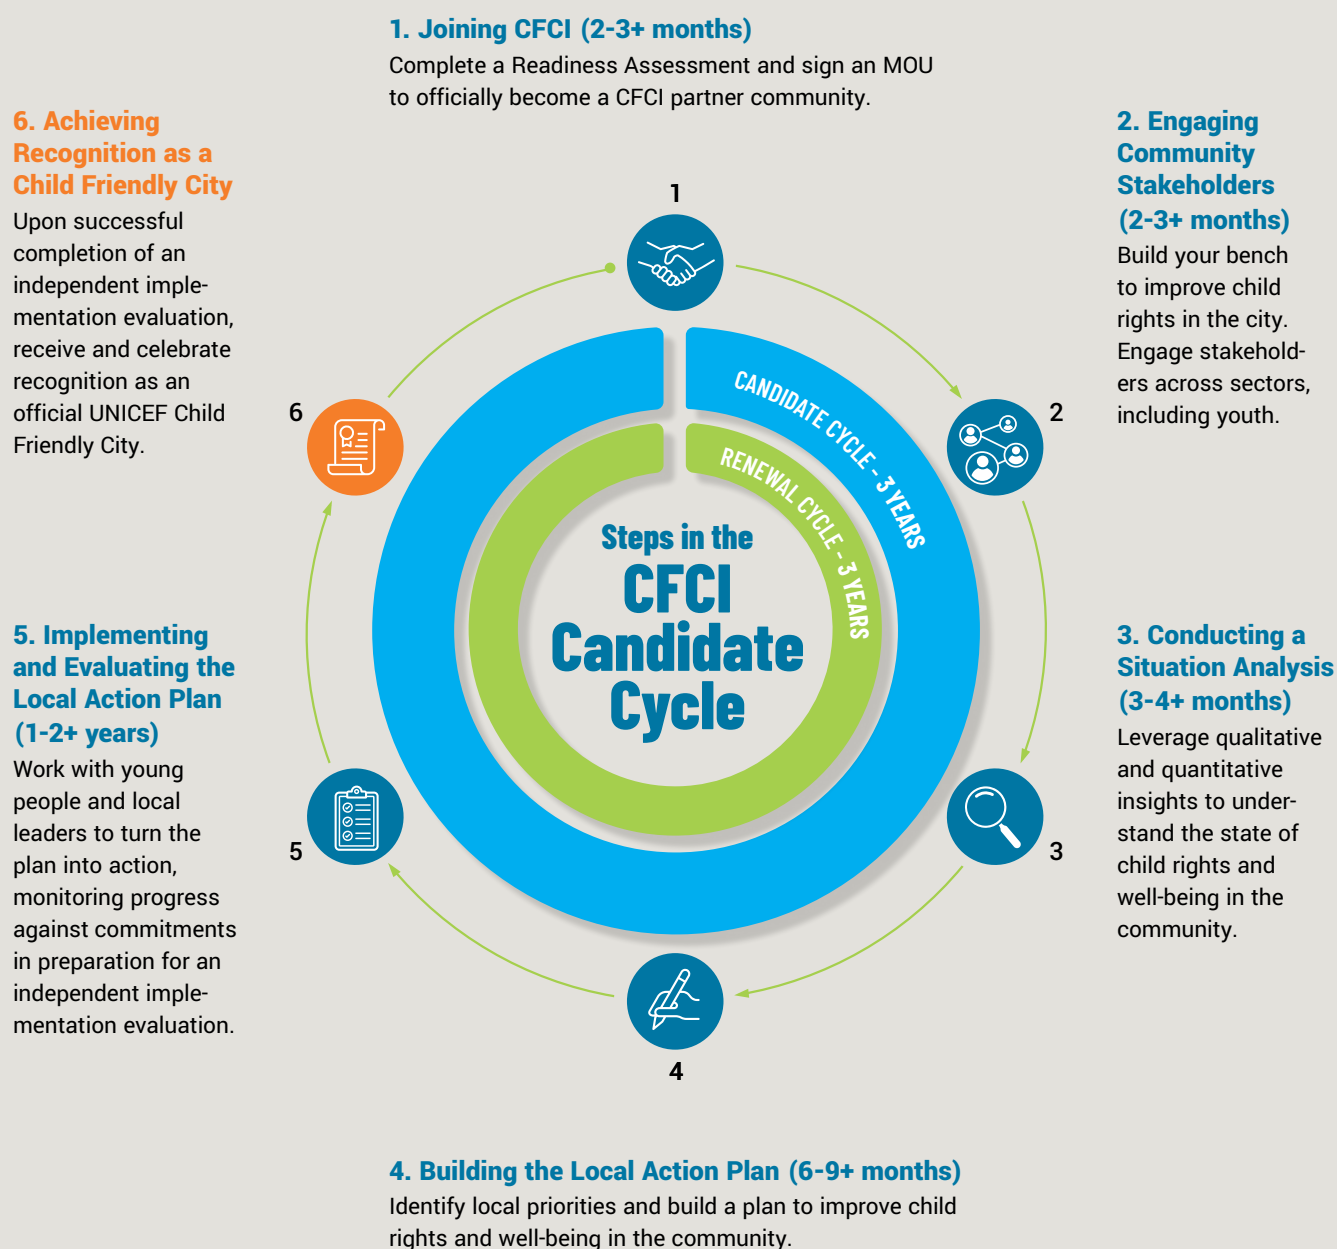 1. Joining CFCI (2-3+ months)
Complete a Readiness Assessment and sign an MOU
to officially become a CFCI partner community.
1
2. Engaging
Community
Stakeholders
(2-3+ months)
Build your bench
to improve child
rights in the city.
Engage stakehold-
ers across sectors,
including youth.
2
3. Conducting a
Situation Analysis
(3-4+ months)
Leverage qualitative
and quantitative
insights to under-
stand the state of
child rights and
well-being in the
community.
3
4
4. Building the Local Action Plan (6-9+ months)
Identify local priorities and build a plan to improve child
rights and well-being in the community.
5. Implementing
and Evaluating the
Local Action Plan
(1-2+ years)
Work with young
people and local
leaders to turn the
plan into action,
monitoring progress
against commitments
in preparation for an
independent imple-
mentation evaluation.
5
6. Achieving
Recognition as a
Child Friendly City
Upon successful
completion of an
independent imple-
mentation evaluation,
receive and celebrate
recognition as an
official UNICEF Child
Friendly City.
6
CANDIDATE CYCLE - 3 YEARS
RENEWAL CYCLE - 3 YEARS
Steps in the
CFCI
Candidate
Cycle